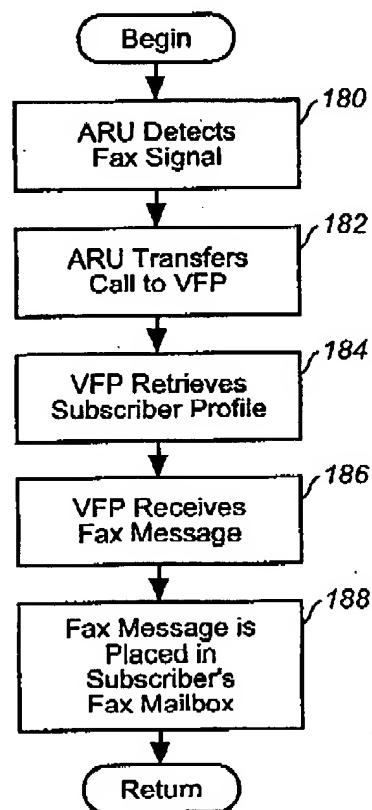 Begin
180
ARU Detects
Fax Signal
182
ARU Transfers
Call to VFP
184
VFP Retrieves
Subscriber Profile
186
VFP Receives
Fax Message
188
Fax Message is
Placed in
Subscriber's
Fax Mailbox
Return